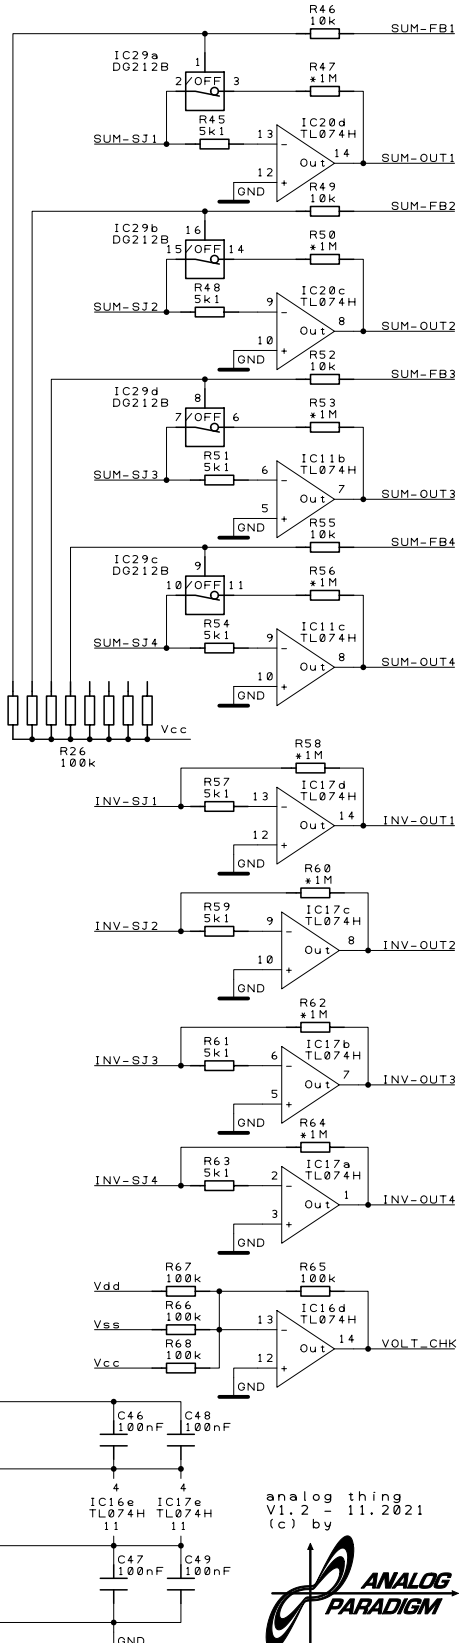 R46
10k
SUM-FB1
IC29a
DG212B
1
2 OFF 3
R47
*1M
R45
5k1
SUM-SJ1
13
IC20d
TL074H
Out
14
SUM-OUT1
12
GND
R49
10k
SUM-FB2
IC29b
DG212B
16
15 OFF 14
R50
*1M
R48
5k1
SUM-SJ2
9
IC20c
TL074H
Out
8
SUM-OUT2
10
GND
R52
10k
SUM-FB3
IC29d
DG212B
8
7 OFF 6
R53
*1M
R51
5k1
SUM-SJ3
6
IC11b
TL074H
Out
7
SUM-OUT3
5
GND
R55
10k
SUM-FB4
IC29c
DG212B
9
10 OFF 11
R56
*1M
R54
5k1
SUM-SJ4
9
IC11c
TL074H
Out
8
SUM-OUT4
10
GND
Vcc
R26
100k
R58
*1M
R57
5k1
INV-SJ1
13
IC17d
TL074H
Out
14
INV-OUT1
12
GND
R60
*1M
R59
5k1
INV-SJ2
9
IC17c
TL074H
Out
8
INV-OUT2
10
GND
R62
*1M
R61
5k1
INV-SJ3
6
IC17b
TL074H
Out
7
INV-OUT3
5
GND
R64
*1M
R63
5k1
INV-SJ4
2
IC17a
TL074H
Out
1
INV-OUT4
3
GND
R67
100k
Vdd
R66
100k
Vss
R68
100k
Vcc
R65
100k
13
IC16d
TL074H
Out
14
VOLT_CHK
12
GND
C46
100nF
C48
100nF
4
4
IC16e
TL074H
IC17e
TL074H
11
11
C47
100nF
C49
100nF
GND
analog thing
V1.2 - 11.2021
(c) by
ANALOG
PARADIGM